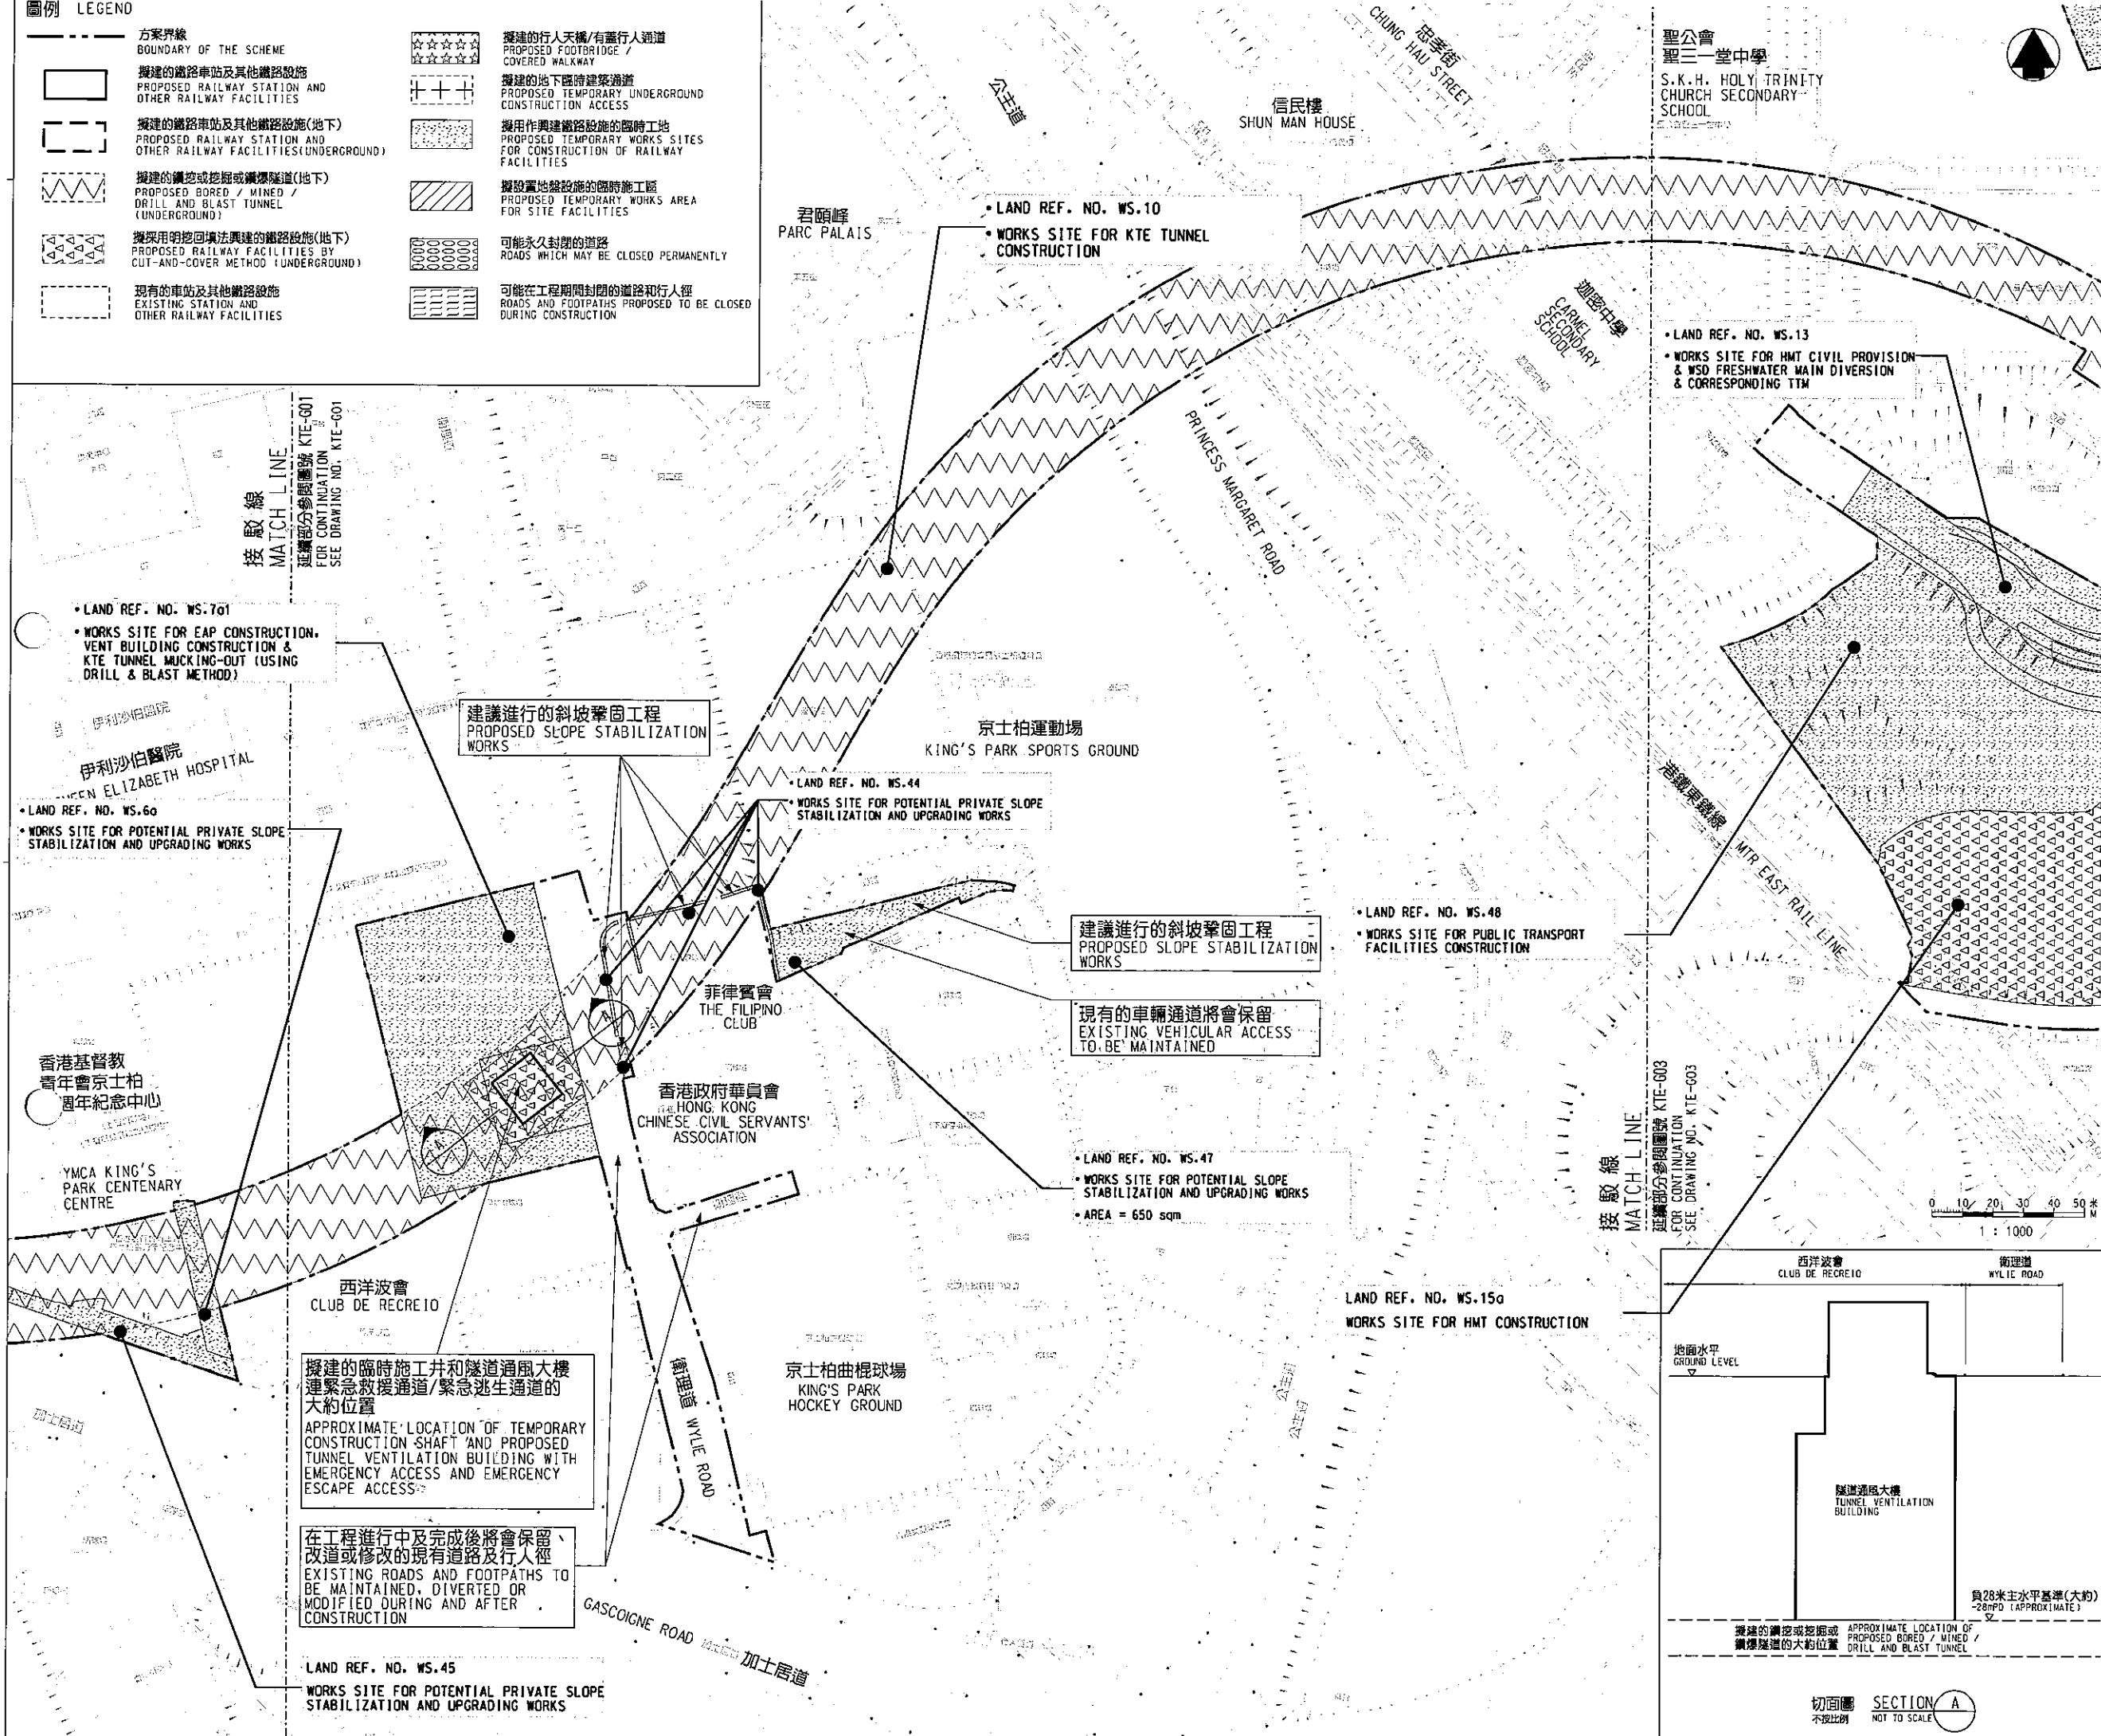 圖例 LEGEND
方案界線
BOUNDARY OF THE SCHEME
擬建的鐵路車站及其他鐵路設施
PROPOSED RAILWAY STATION AND
OTHER RAILWAY FACILITIES
擬建的鐵路車站及其他鐵路設施(地下)
PROPOSED RAILWAY STATION AND
OTHER RAILWAY FACILITIES(UNDERGROUND)
擬建的鑽挖或挖掘或鑽爆隧道(地下)
PROPOSED BORED / MINED /
DRILL AND BLAST TUNNEL
(UNDERGROUND)
擬採用明挖回填法興建的鐵路設施(地下)
PROPOSED RAILWAY FACILITIES BY
CUT-AND-COVER METHOD (UNDERGROUND)
現有的車站及其他鐵路設施
EXISTING STATION AND
OTHER RAILWAY FACILITIES
擬建的行人天橋/有蓋行人通道
PROPOSED FOOTBRIDGE /
COVERED WALKWAY
擬建的地下臨時建築通道
PROPOSED TEMPORARY UNDERGROUND
CONSTRUCTION ACCESS
擬用作興建鐵路設施的臨時工地
PROPOSED TEMPORARY WORKS SITES
FOR CONSTRUCTION OF RAILWAY
FACILITIES
擬設置地盤設施的臨時施工區
PROPOSED TEMPORARY WORKS AREA
FOR SITE FACILITIES
可能永久封閉的道路
ROADS WHICH MAY BE CLOSED PERMANENTLY
可能在工程期間封閉的道路和行人徑
ROADS AND FOOTPATHS PROPOSED TO BE CLOSED
DURING CONSTRUCTION
公主道
忠孝街
CHUNG HAU STREET
信民樓
SHUN MAN HOUSE
聖公會
聖三一堂中學
S.K.H. HOLY TRINITY
CHURCH SECONDARY
SCHOOL
君頤峰
PARC PALAIS
• LAND REF. NO. WS.10
• WORKS SITE FOR KTE TUNNEL
CONSTRUCTION
迦密中學
CARMEL
SECONDARY
SCHOOL
• LAND REF. NO. WS.13
• WORKS SITE FOR HMT CIVIL PROVISION
& WSD FRESHWATER MAIN DIVERSION
& CORRESPONDING TTM
PRINCESS MARGARET ROAD
接駁線
MATCH LINE
延續部分參閱圖號 KTE-G01
FOR CONTINUATION
SEE DRAWING NO. KTE-G01
• LAND REF. NO. WS.7a1
• WORKS SITE FOR EAP CONSTRUCTION,
VENT BUILDING CONSTRUCTION &
KTE TUNNEL MUCKING-OUT (USING
DRILL & BLAST METHOD)
伊利沙伯醫院
伊利沙伯醫院
QUEEN ELIZABETH HOSPITAL
• LAND REF. NO. WS.6a
• WORKS SITE FOR POTENTIAL PRIVATE SLOPE
STABILIZATION AND UPGRADING WORKS
建議進行的斜坡鞏固工程
PROPOSED SLOPE STABILIZATION
WORKS
京士柏運動場
KING'S PARK SPORTS GROUND
• LAND REF. NO. WS.44
• WORKS SITE FOR POTENTIAL PRIVATE SLOPE
STABILIZATION AND UPGRADING WORKS
港鐵東鐵線
MTR EAST RAIL LINE
建議進行的斜坡鞏固工程
PROPOSED SLOPE STABILIZATION
WORKS
• LAND REF. NO. WS.48
• WORKS SITE FOR PUBLIC TRANSPORT
FACILITIES CONSTRUCTION
現有的車輛通道將會保留
EXISTING VEHICULAR ACCESS
TO BE MAINTAINED
菲律賓會
THE FILIPINO
CLUB
A
A
香港基督教
青年會京士柏
周年紀念中心
YMCA KING'S
PARK CENTENARY
CENTRE
香港政府華員會
HONG KONG
CHINESE CIVIL SERVANTS'
ASSOCIATION
• LAND REF. NO. WS.47
• WORKS SITE FOR POTENTIAL SLOPE
STABILIZATION AND UPGRADING WORKS
• AREA = 650 sqm
接駁線
MATCH LINE
延續部分參閱圖號 KTE-G03
FOR CONTINUATION
SEE DRAWING NO. KTE-G03
0 10 20 30 40 50 米
M
1 : 1000
西洋波會
CLUB DE RECREIO
LAND REF. NO. WS.15a
WORKS SITE FOR HMT CONSTRUCTION
擬建的臨時施工井和隧道通風大樓
連緊急救援通道/緊急逃生通道的
大約位置
APPROXIMATE LOCATION OF TEMPORARY
CONSTRUCTION SHAFT AND PROPOSED
TUNNEL VENTILATION BUILDING WITH
EMERGENCY ACCESS AND EMERGENCY
ESCAPE ACCESS
京士柏曲棍球場
KING'S PARK
HOCKEY GROUND
衛理道 WYLIE ROAD
公主道
公主道
加士居道
在工程進行中及完成後將會保留、
改道或修改的現有道路及行人徑
EXISTING ROADS AND FOOTPATHS TO
BE MAINTAINED, DIVERTED OR
MODIFIED DURING AND AFTER
CONSTRUCTION
GASCOIGNE ROAD 加士居道
LAND REF. NO. WS.45
WORKS SITE FOR POTENTIAL PRIVATE SLOPE
STABILIZATION AND UPGRADING WORKS
西洋波會
CLUB DE RECREIO
衛理道
WYLIE ROAD
地面水平
GROUND LEVEL
隧道通風大樓
TUNNEL VENTILATION
BUILDING
負28米主水平基準(大約)
-28mPD (APPROXIMATE)
擬建的鑽挖或挖掘或
鑽爆隧道的大約位置
APPROXIMATE LOCATION OF
PROPOSED BORED / MINED /
DRILL AND BLAST TUNNEL
切面圖 SECTION A
不按比例 NOT TO SCALE